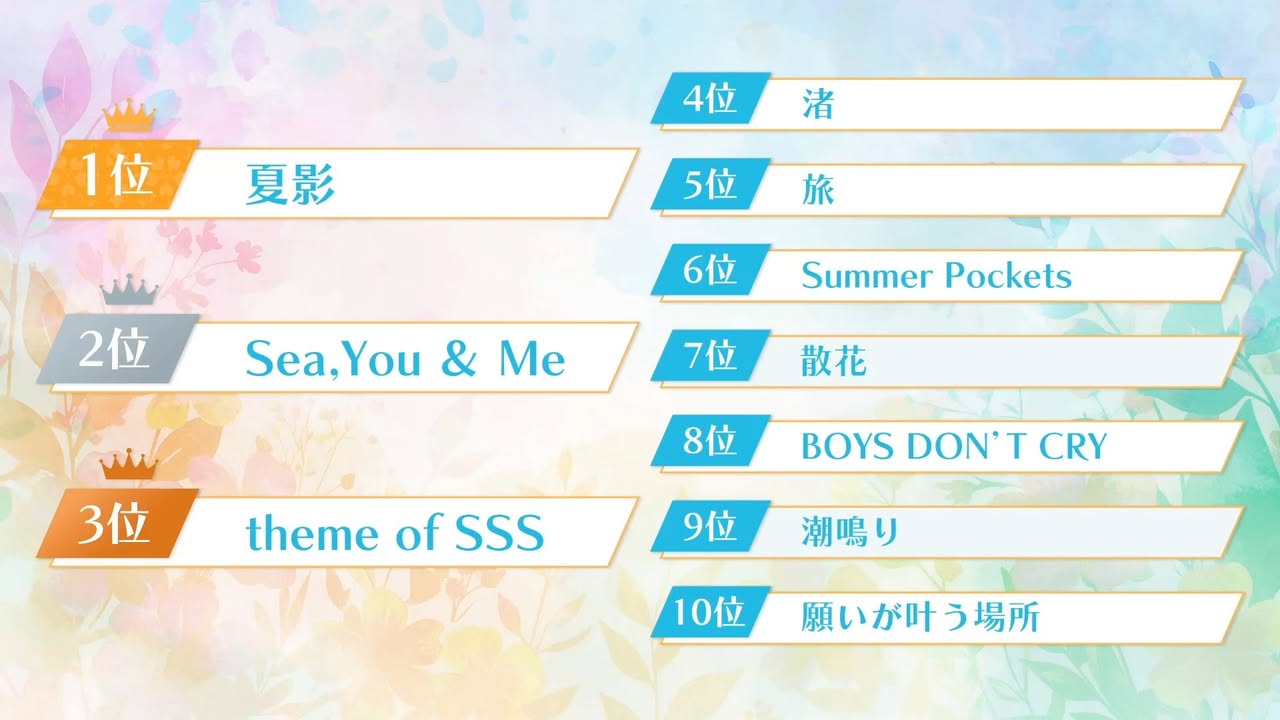 1位 夏影
2位 Sea,You & Me
3位 theme of SSS
4位 渚
5位 旅
6位 Summer Pockets
7位 散花
8位 BOYS DON’T CRY
9位 潮鳴り
10位 願いが叶う場所